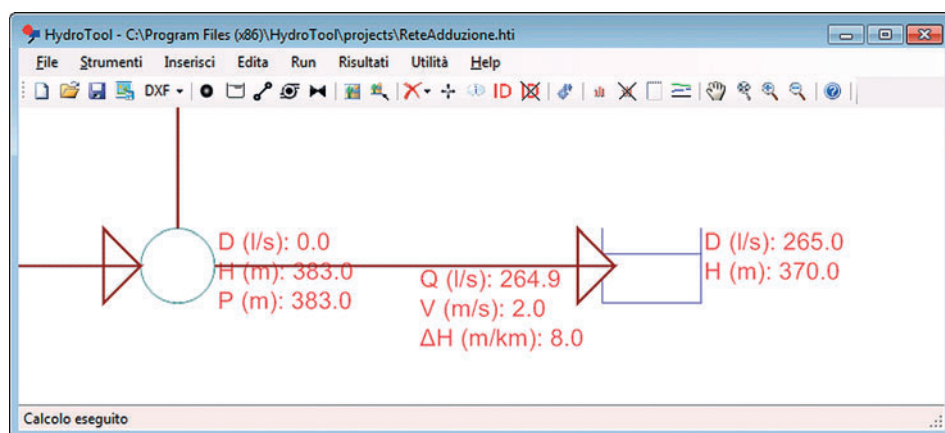 HydroTool - C:\Program Files (x86)\HydroTool\projects\ReteAdduzione.hti
File Strumenti Inserisci Edita Run Risultati Utilità Help
DXF ID
D (l/s): 0.0
H (m): 383.0
P (m): 383.0
Q (l/s): 264.9
V (m/s): 2.0
ΔH (m/km): 8.0
D (l/s): 265.0
H (m): 370.0
Calcolo eseguito